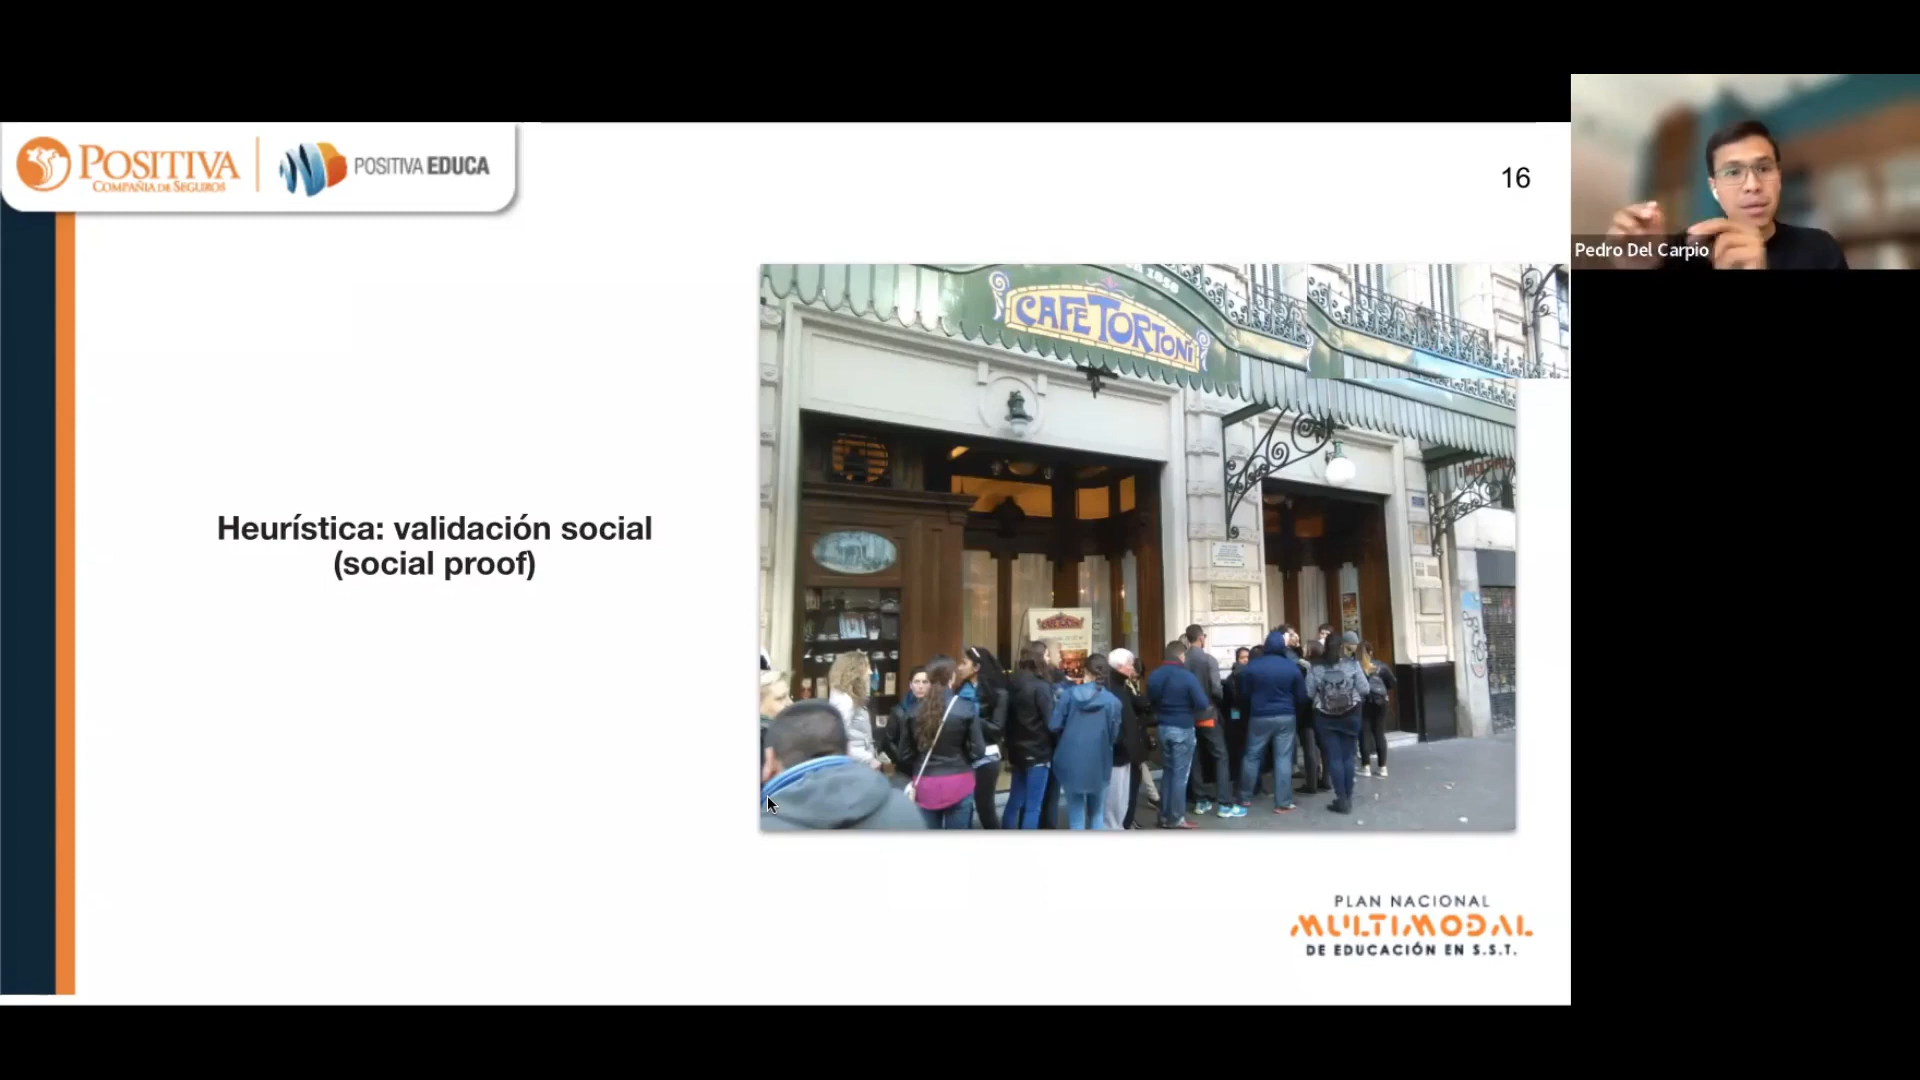 POSITIVA
COMPAÑIA DE SEGUROS
POSITIVA EDUCA
16
Pedro Del Carpio
CAFE TORTONI
Heurística: validación social
(social proof)
PLAN NACIONAL
MULTIMODAL
DE EDUCACIÓN EN S.S.T.